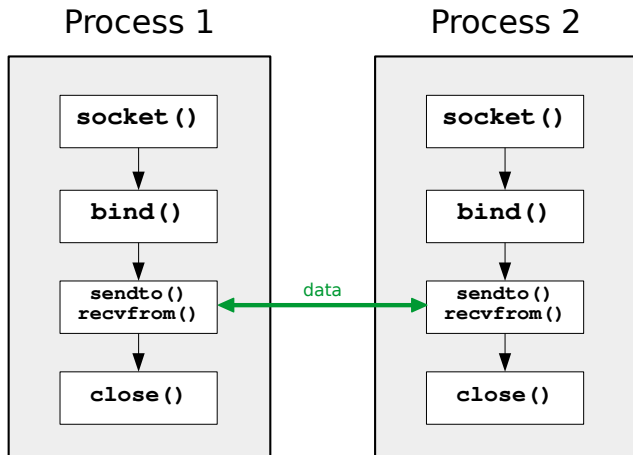 Process 1
socket()
bind()
sendto()
recvfrom()
close()
data
Process 2
socket()
bind()
sendto()
recvfrom()
close()